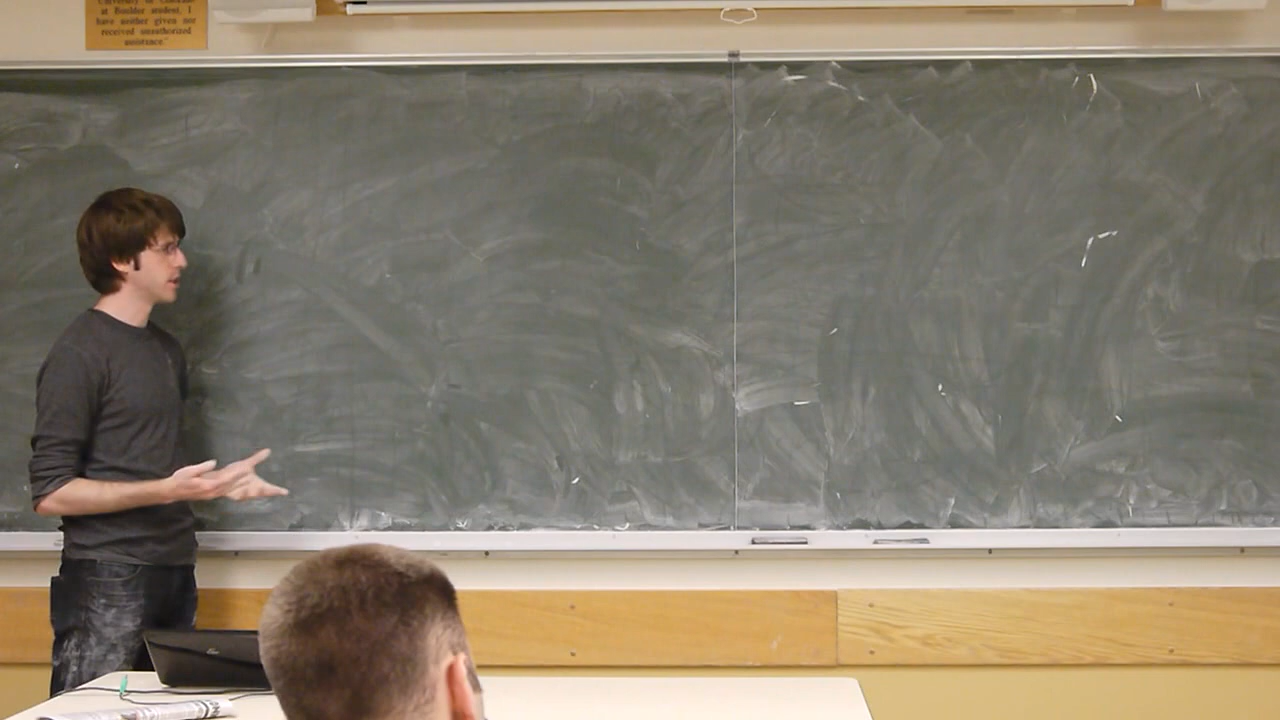 University of Colorado
at Boulder student, I
have neither given nor
received unauthorized
assistance."